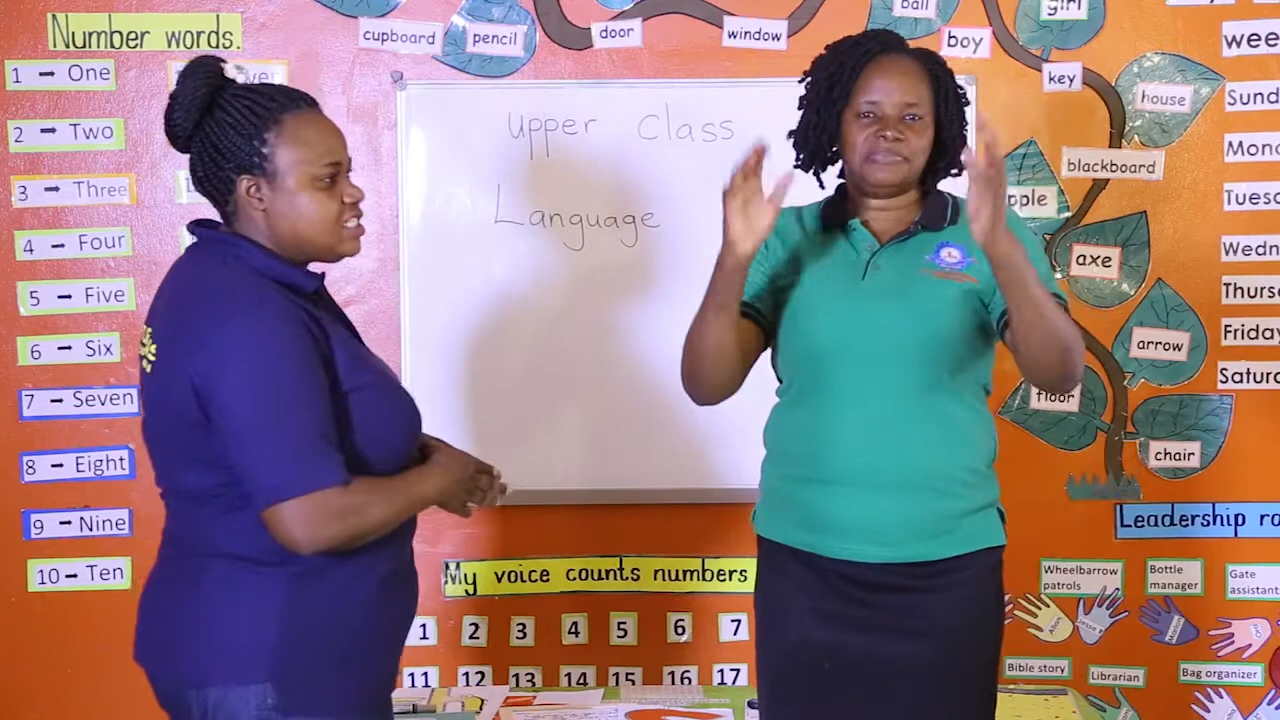 Number words.
1 → One
2 → Two
3 → Three
4 → Four
5 → Five
6 → Six
7 → Seven
8 → Eight
9 → Nine
10 → Ten
cupboard
pencil
door
window
ball
boy
girl
key
house
blackboard
axe
arrow
floor
chair
upper Class
Language
My voice counts numbers
1 2 3 4 5 6 7
11 12 13 14 15 16 17
Leadership
Wheelbarrow patrols
Bottle manager
Gate
Allan
Bible story
Librarian
Bag organizer